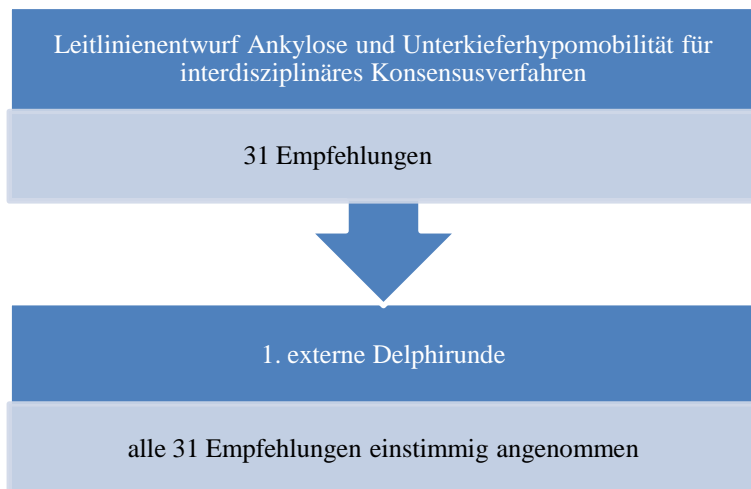 Leitlinienentwurf Ankylose und Unterkieferhypomobilität für
interdisziplinäres Konsensusverfahren
31 Empfehlungen
1. externe Delphirunde
alle 31 Empfehlungen einstimmig angenommen